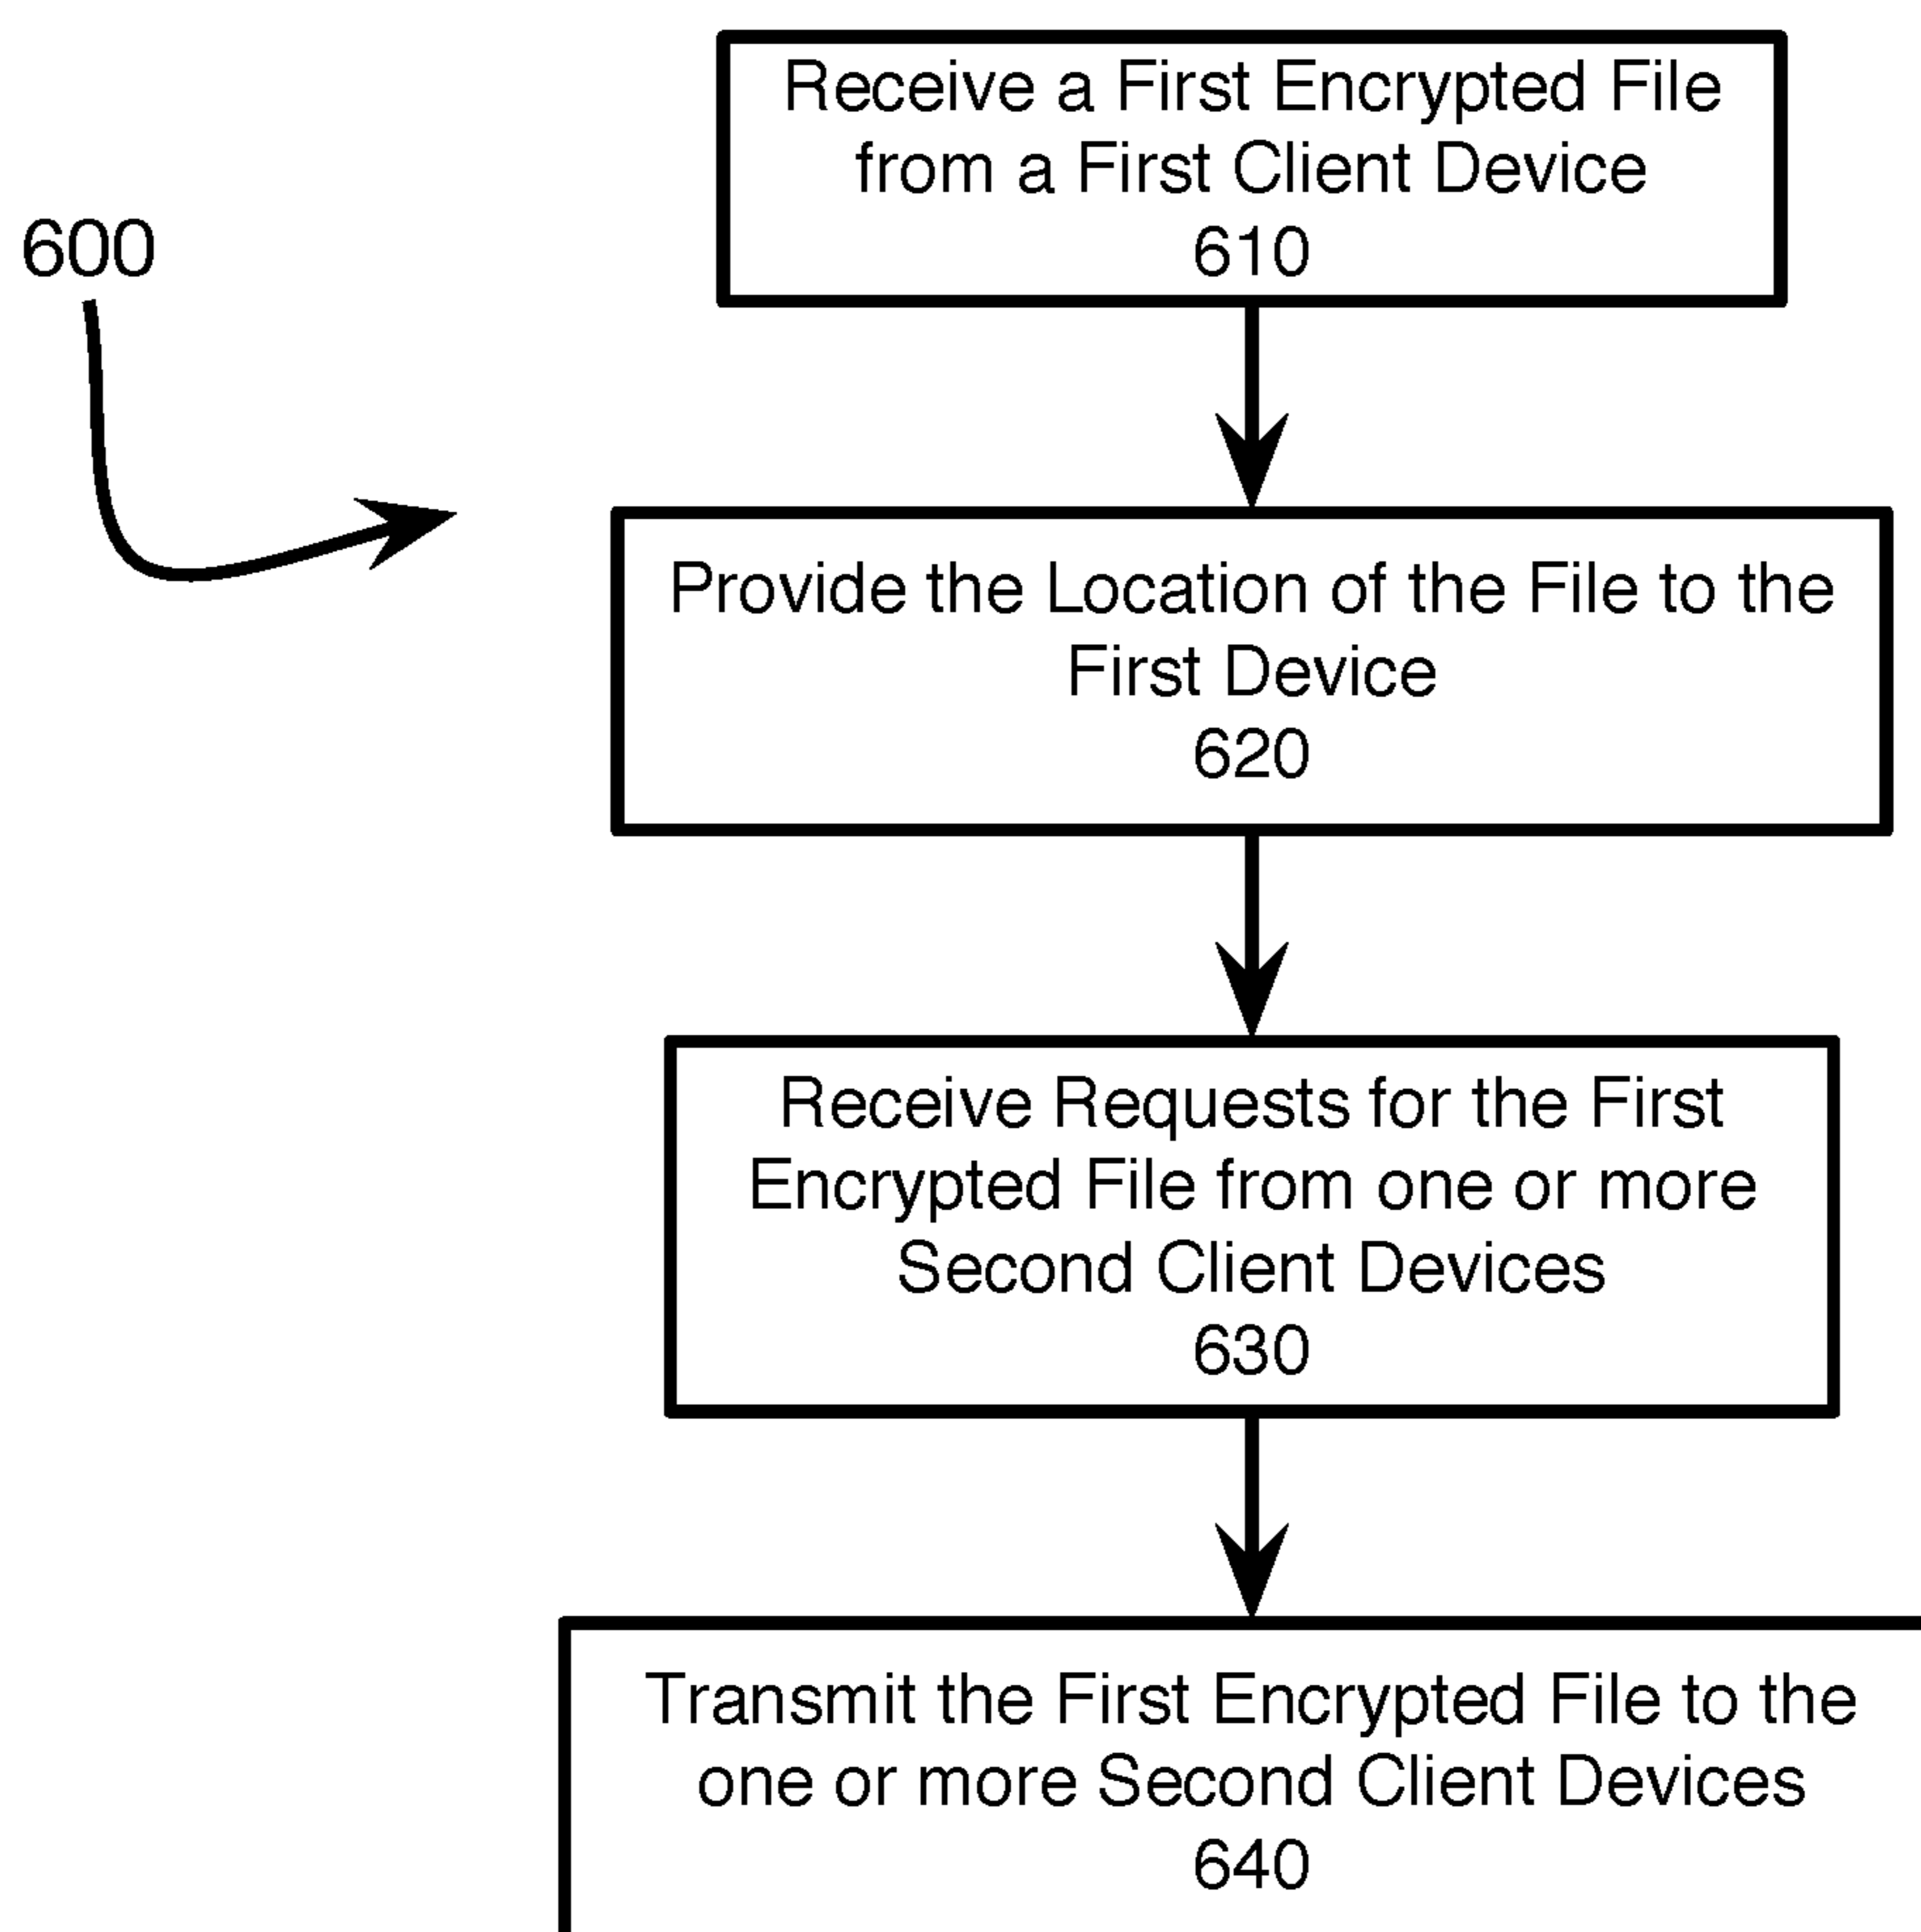 Receive a First Encrypted File
from a First Client Device
610
600
Provide the Location of the File to the
First Device
620
Receive Requests for the First
Encrypted File from one or more
Second Client Devices
630
Transmit the First Encrypted File to the
one or more Second Client Devices
640